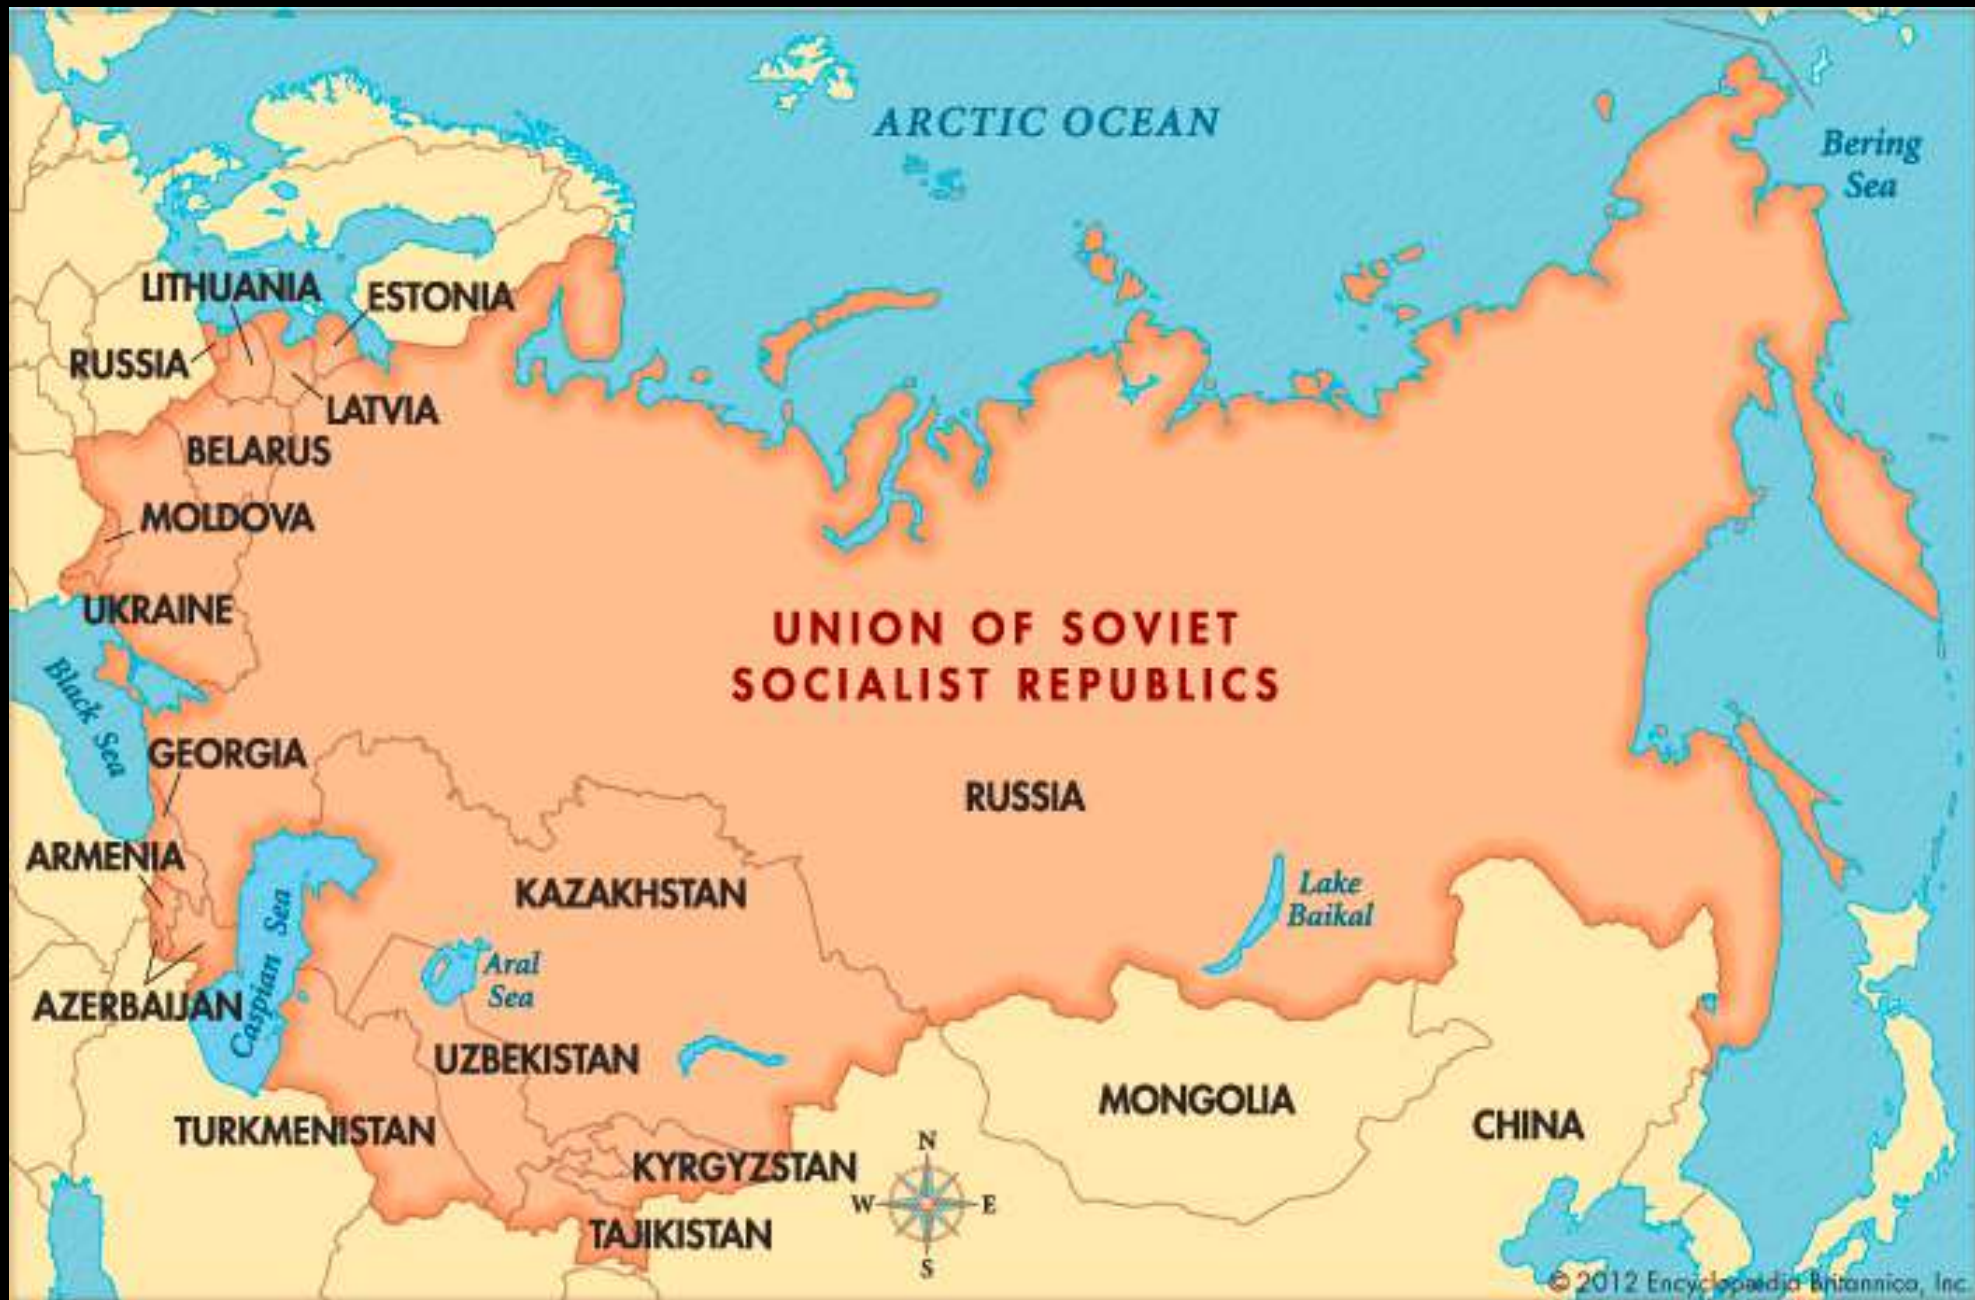 ARCTIC OCEAN
Bering
Sea
LITHUANIA
ESTONIA
RUSSIA
LATVIA
BELARUS
MOLDOVA
UKRAINE
UNION OF SOVIET
SOCIALIST REPUBLICS
Black Sea
GEORGIA
RUSSIA
ARMENIA
KAZAKHSTAN
Lake
Baikal
Caspian Sea
Aral
Sea
AZERBAIJAN
UZBEKISTAN
MONGOLIA
TURKMENISTAN
CHINA
N
KYRGYZSTAN
W
E
TAJIKISTAN
S
© 2012 Encyclopædia Britannica, Inc.